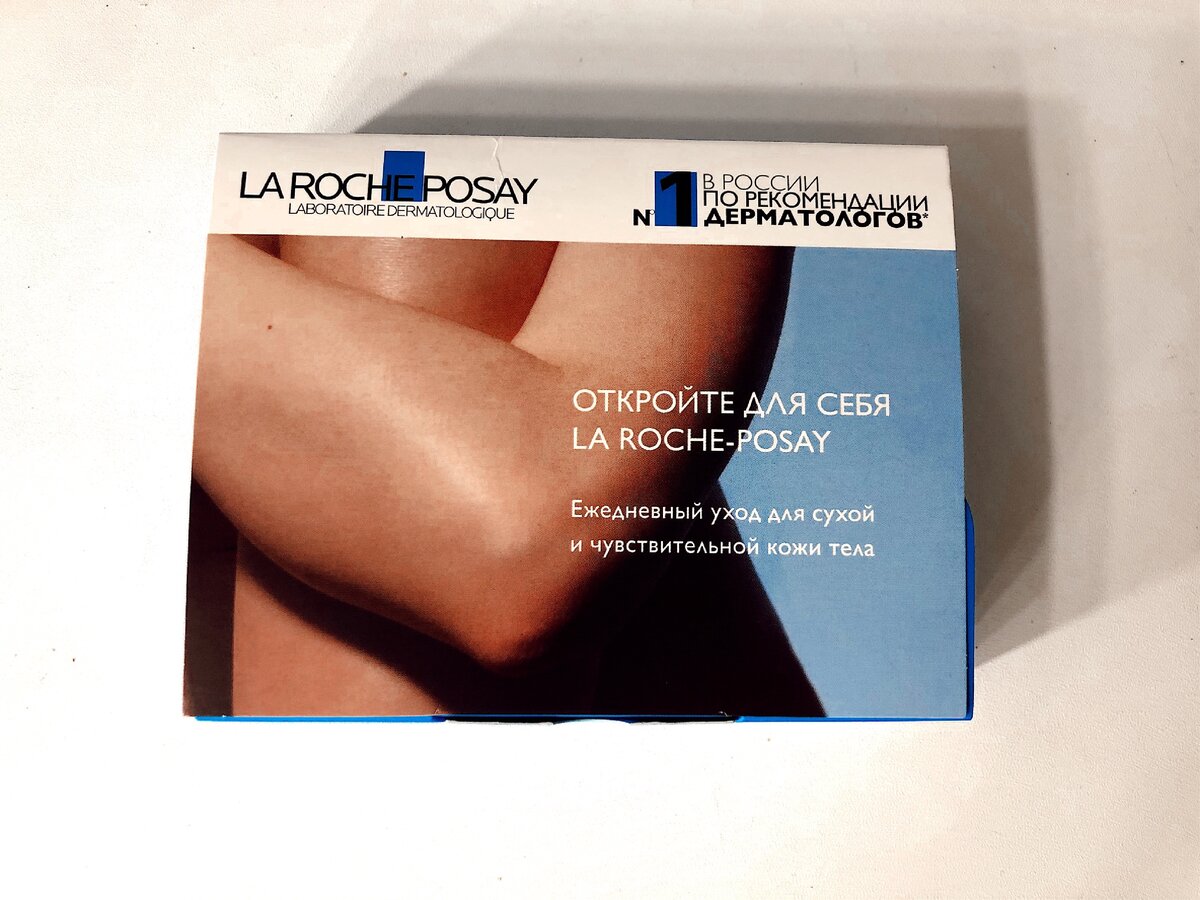 LA ROCHE POSAY
LABORATOIRE DERMATOLOGIQUE
N°1 В РОССИИ
ПО РЕКОМЕНДАЦИИ
ДЕРМАТОЛОГОВ*
ОТКРОЙТЕ ДЛЯ СЕБЯ
LA ROCHE-POSAY
Ежедневный уход для сухой
и чувствительной кожи тела